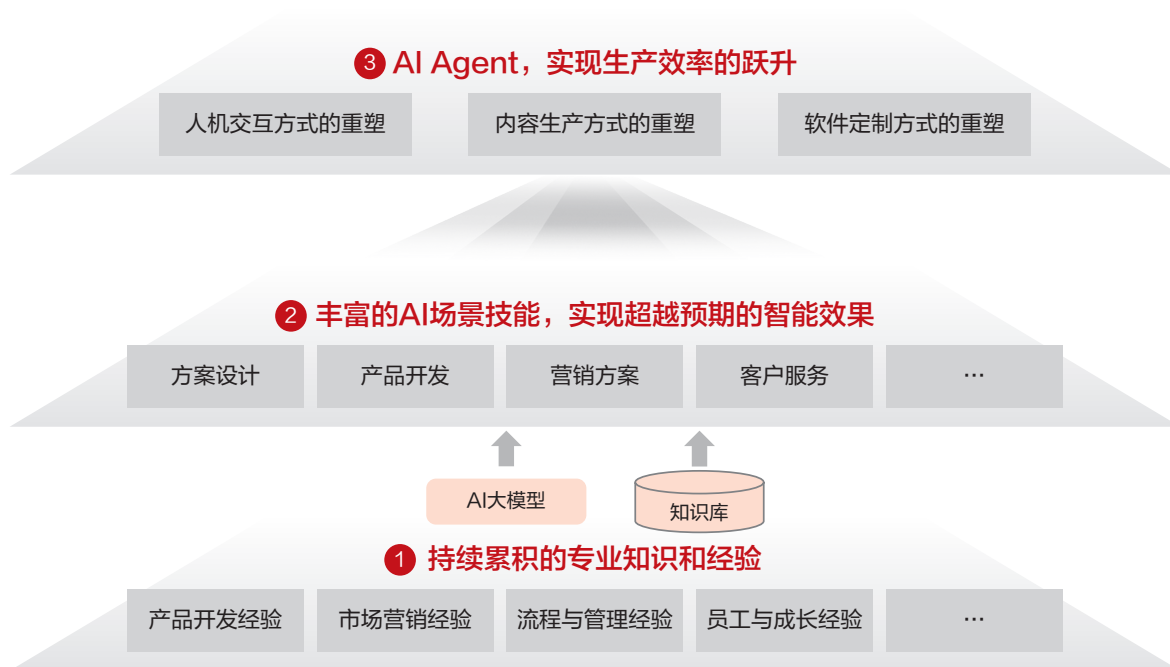 3 AI Agent，实现生产效率的跃升
人机交互方式的重塑
内容生产方式的重塑
软件定制方式的重塑
2 丰富的AI场景技能，实现超越预期的智能效果
方案设计
产品开发
营销方案
客户服务
…
AI大模型
知识库
1 持续累积的专业知识和经验
产品开发经验
市场营销经验
流程与管理经验
员工与成长经验
…